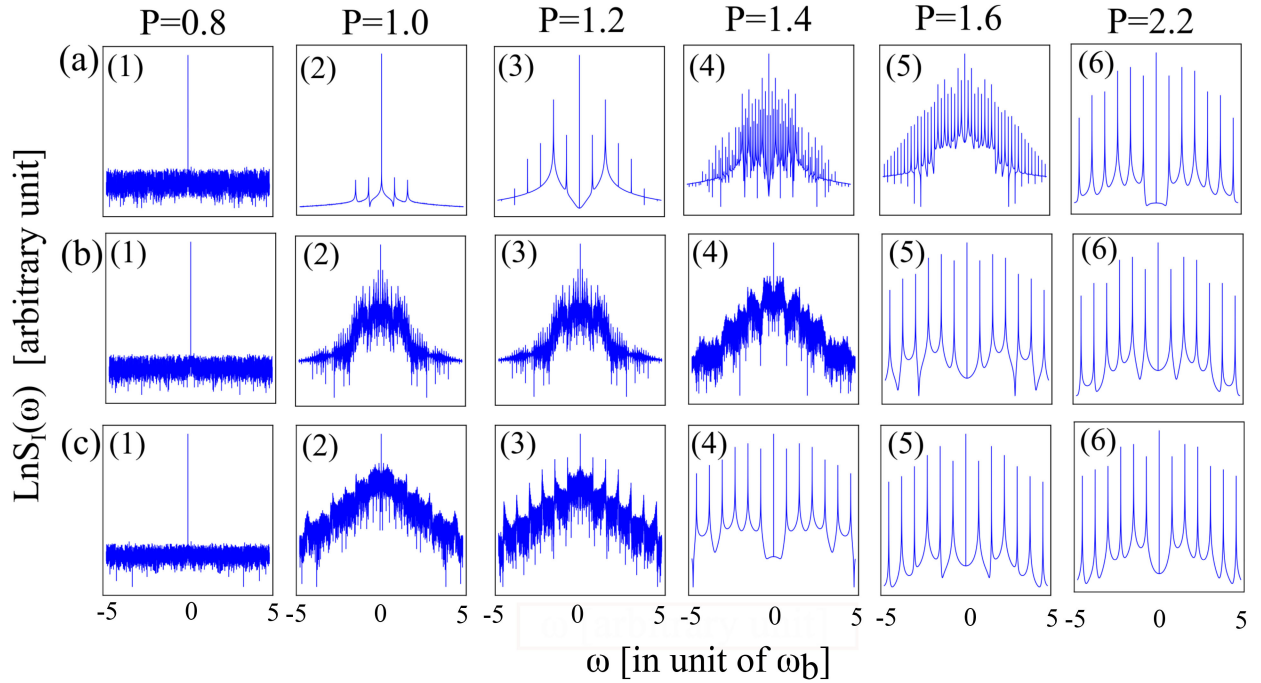 P=0.8 P=1.0 P=1.2 P=1.4 P=1.6 P=2.2
(a) (1) (2) (3) (4) (5) (6)
(b) (1) (2) (3) (4) (5) (6)
(c) (1) (2) (3) (4) (5) (6)
LnS_I(ω) [arbitrary unit]
-5 0 5 -5 0 5 -5 0 5 -5 0 5 -5 0 5 -5 0 5
ω [in unit of ωb]